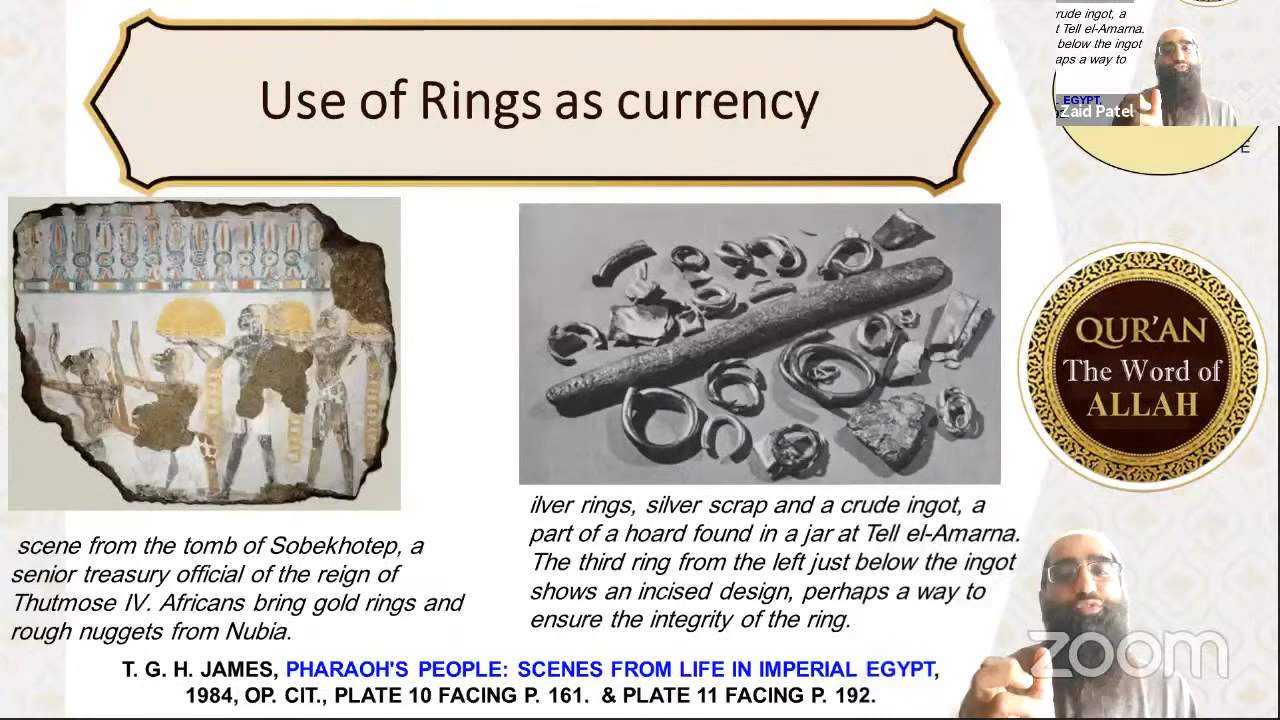 Use of Rings as currency
rude ingot, a
t Tell el-Amarna.
below the ingot
aps a way to
EGYPT,
Zaid Patel
E
QUR'AN
The Word of
ALLAH
scene from the tomb of Sobekhotep, a
senior treasury official of the reign of
Thutmose IV. Africans bring gold rings and
rough nuggets from Nubia.
ilver rings, silver scrap and a crude ingot, a
part of a hoard found in a jar at Tell el-Amarna.
The third ring from the left just below the ingot
shows an incised design, perhaps a way to
ensure the integrity of the ring.
T. G. H. JAMES, PHARAOH'S PEOPLE: SCENES FROM LIFE IN IMPERIAL EGYPT,
1984, OP. CIT., PLATE 10 FACING P. 161. & PLATE 11 FACING P. 192.
zoom